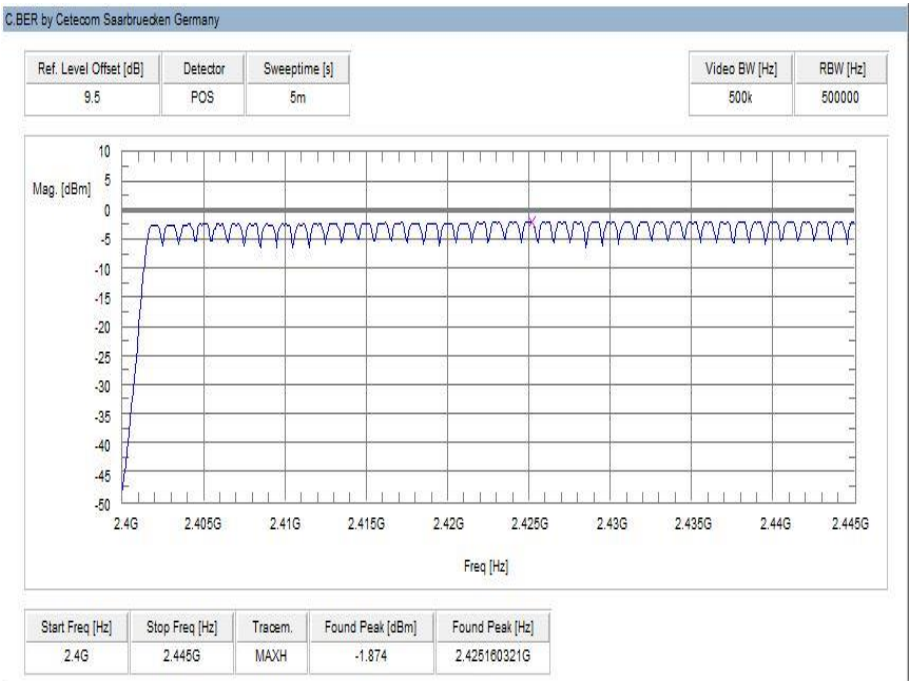 C.BER by Cetecom Saarbruecken Germany
Ref. Level Offset [dB] Detector Sweeptime [s] Video BW [Hz] RBW [Hz]
9.5 POS 5m 500k 500000
10
Mag. [dBm] 5
0
-5
-10
-15
-20
-25
-30
-35
-40
-45
-50
2.4G 2.405G 2.41G 2.415G 2.42G 2.425G 2.43G 2.435G 2.44G 2.445G
Freq [Hz]
Start Freq [Hz] Stop Freq [Hz] Tracem. Found Peak [dBm] Found Peak [Hz]
2.4G 2.445G MAXH -1.874 2.425160321G